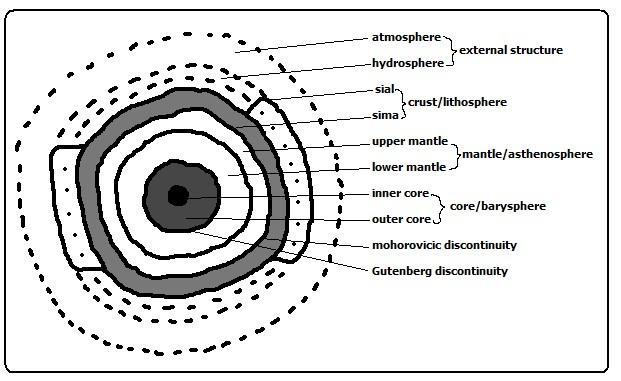 atmosphere
external structure
hydrosphere
sial
crust/lithosphere
sima
upper mantle
mantle/asthenosphere
lower mantle
inner core
core/barysphere
outer core
mohorovicic discontinuity
Gutenberg discontinuity